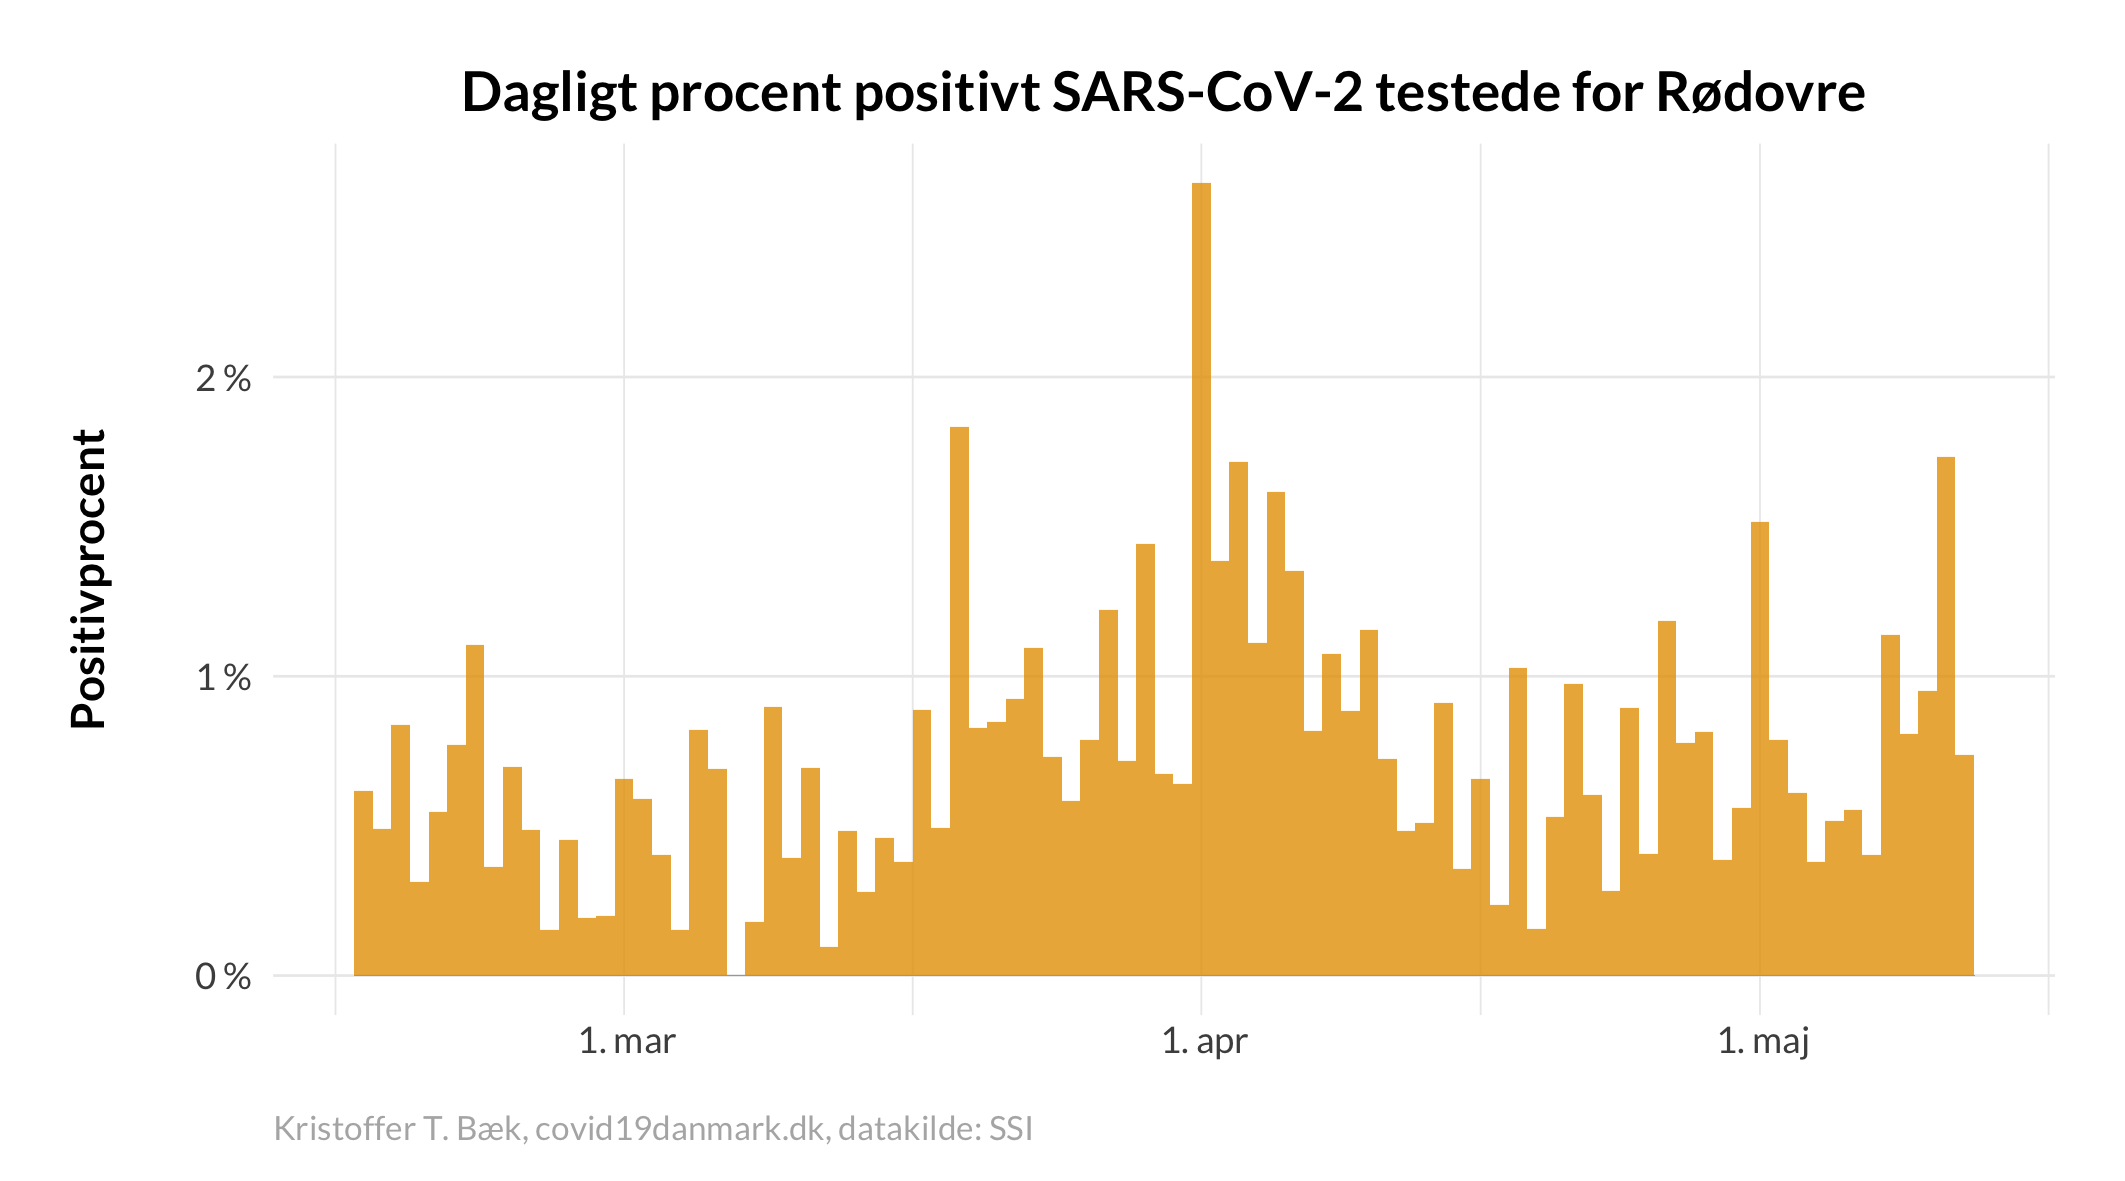 Dagligt procent positivt SARS-CoV-2 testede for Rødovre
Positivprocent
2 %
1 %
0 %
1. mar
1. apr
1. maj
Kristoffer T. Bæk, covid19danmark.dk, datakilde: SSI